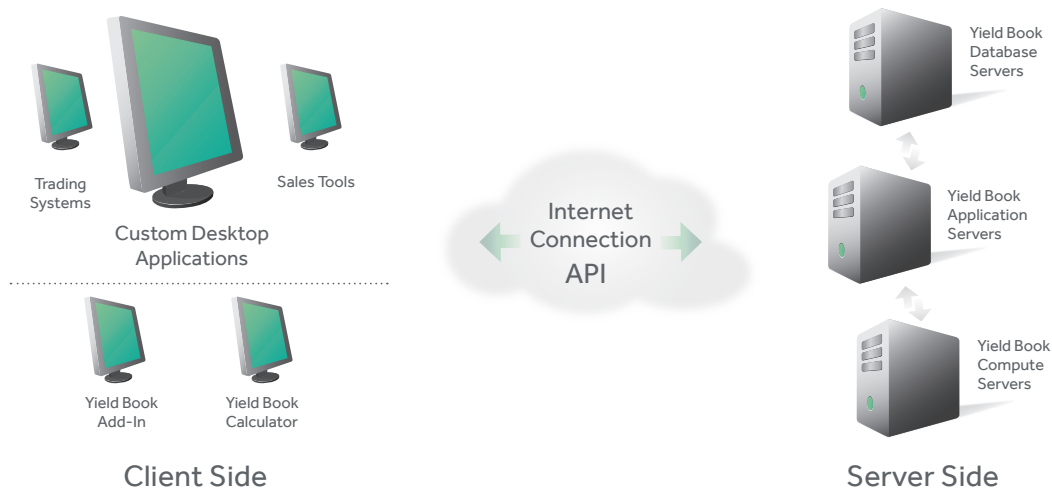 Trading
Systems
Sales Tools
Custom Desktop
Applications
Yield Book
Add-In
Yield Book
Calculator
Client Side
Internet
Connection
API
Yield Book
Database
Servers
Yield Book
Application
Servers
Yield Book
Compute
Servers
Server Side